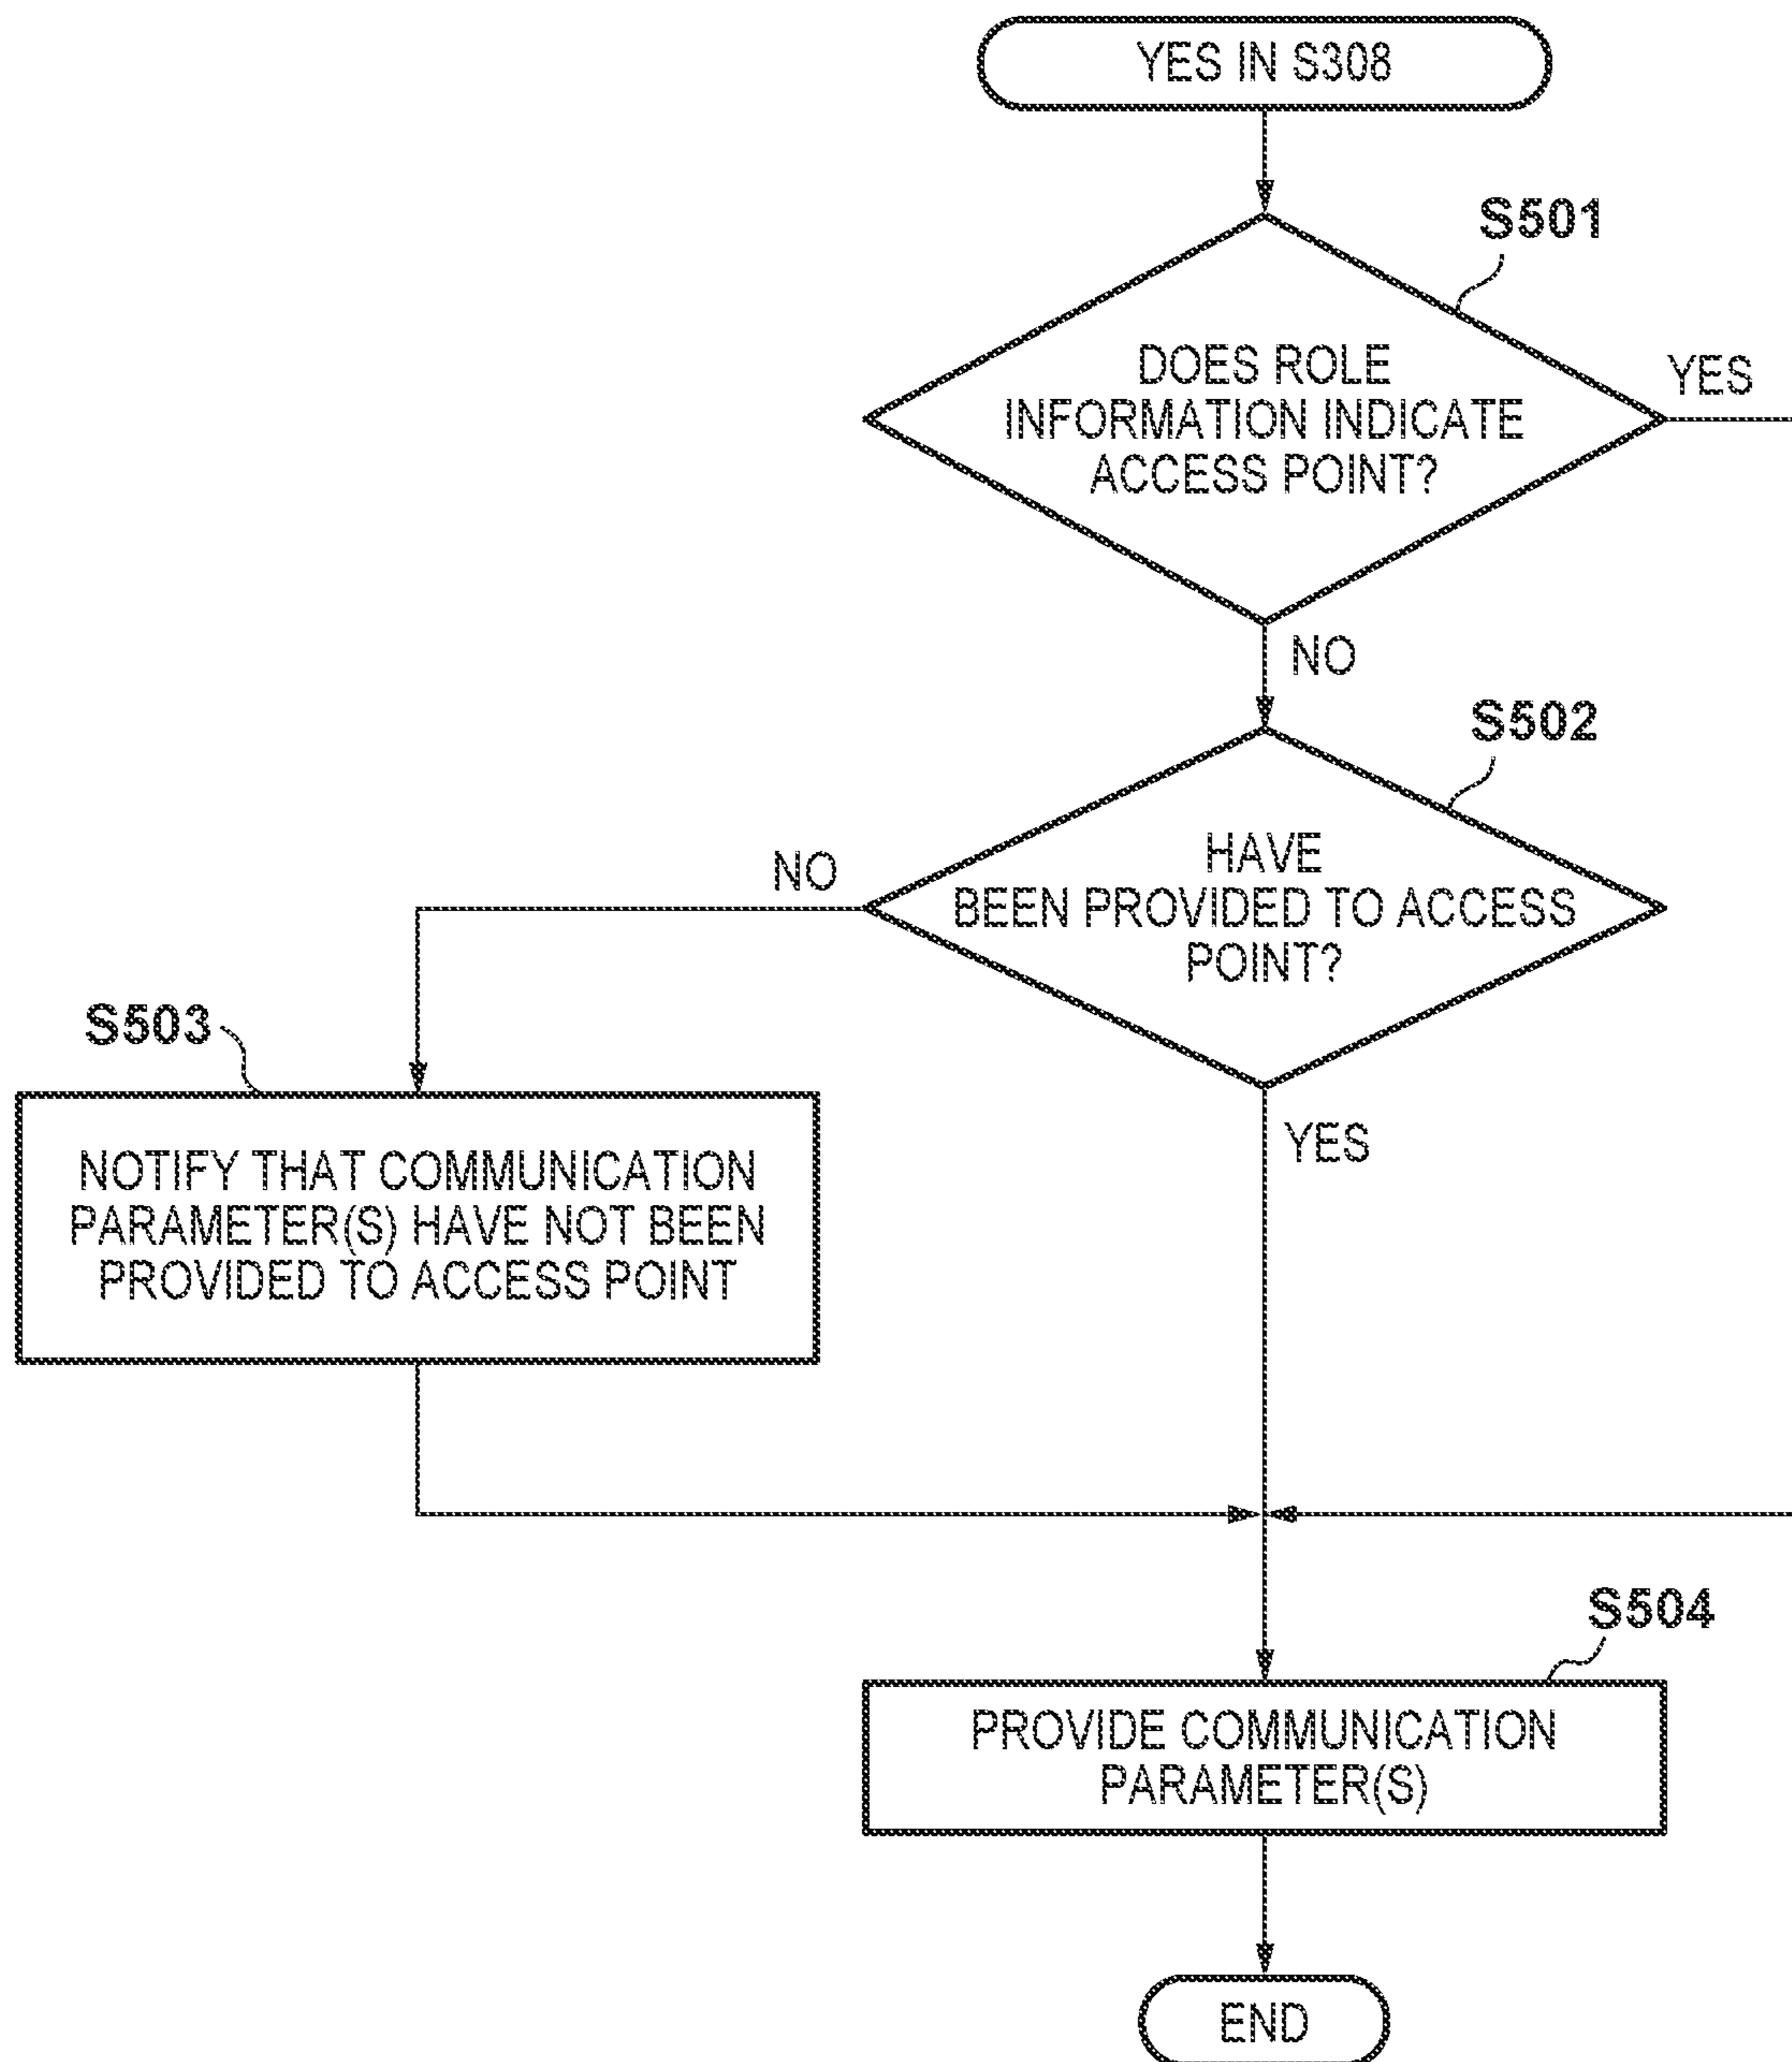 YES IN S308
S501
DOES ROLE
INFORMATION INDICATE
ACCESS POINT?
YES
NO
S502
HAVE
BEEN PROVIDED TO ACCESS
POINT?
NO
YES
S503
NOTIFY THAT COMMUNICATION
PARAMETER(S) HAVE NOT BEEN
PROVIDED TO ACCESS POINT
S504
PROVIDE COMMUNICATION
PARAMETER(S)
END